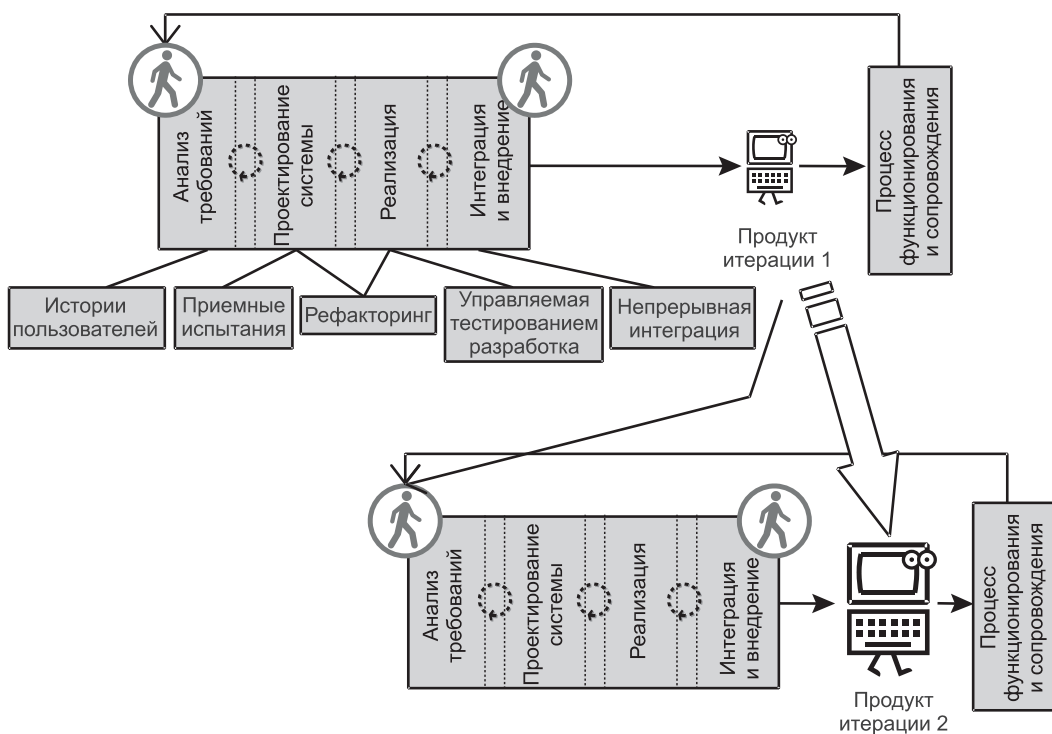 Анализ
требований
Проектирование
системы
Реализация
Интеграция
и внедрение
Продукт
итерации 1
Процесс
функционирования
и сопровождения
Истории
пользователей
Приемные
испытания
Рефакторинг
Управляемая
тестированием
разработка
Непрерывная
интеграция
Анализ
требований
Проектирование
системы
Реализация
Интеграция
и внедрение
Продукт
итерации 2
Процесс
функционирования
и сопровождения